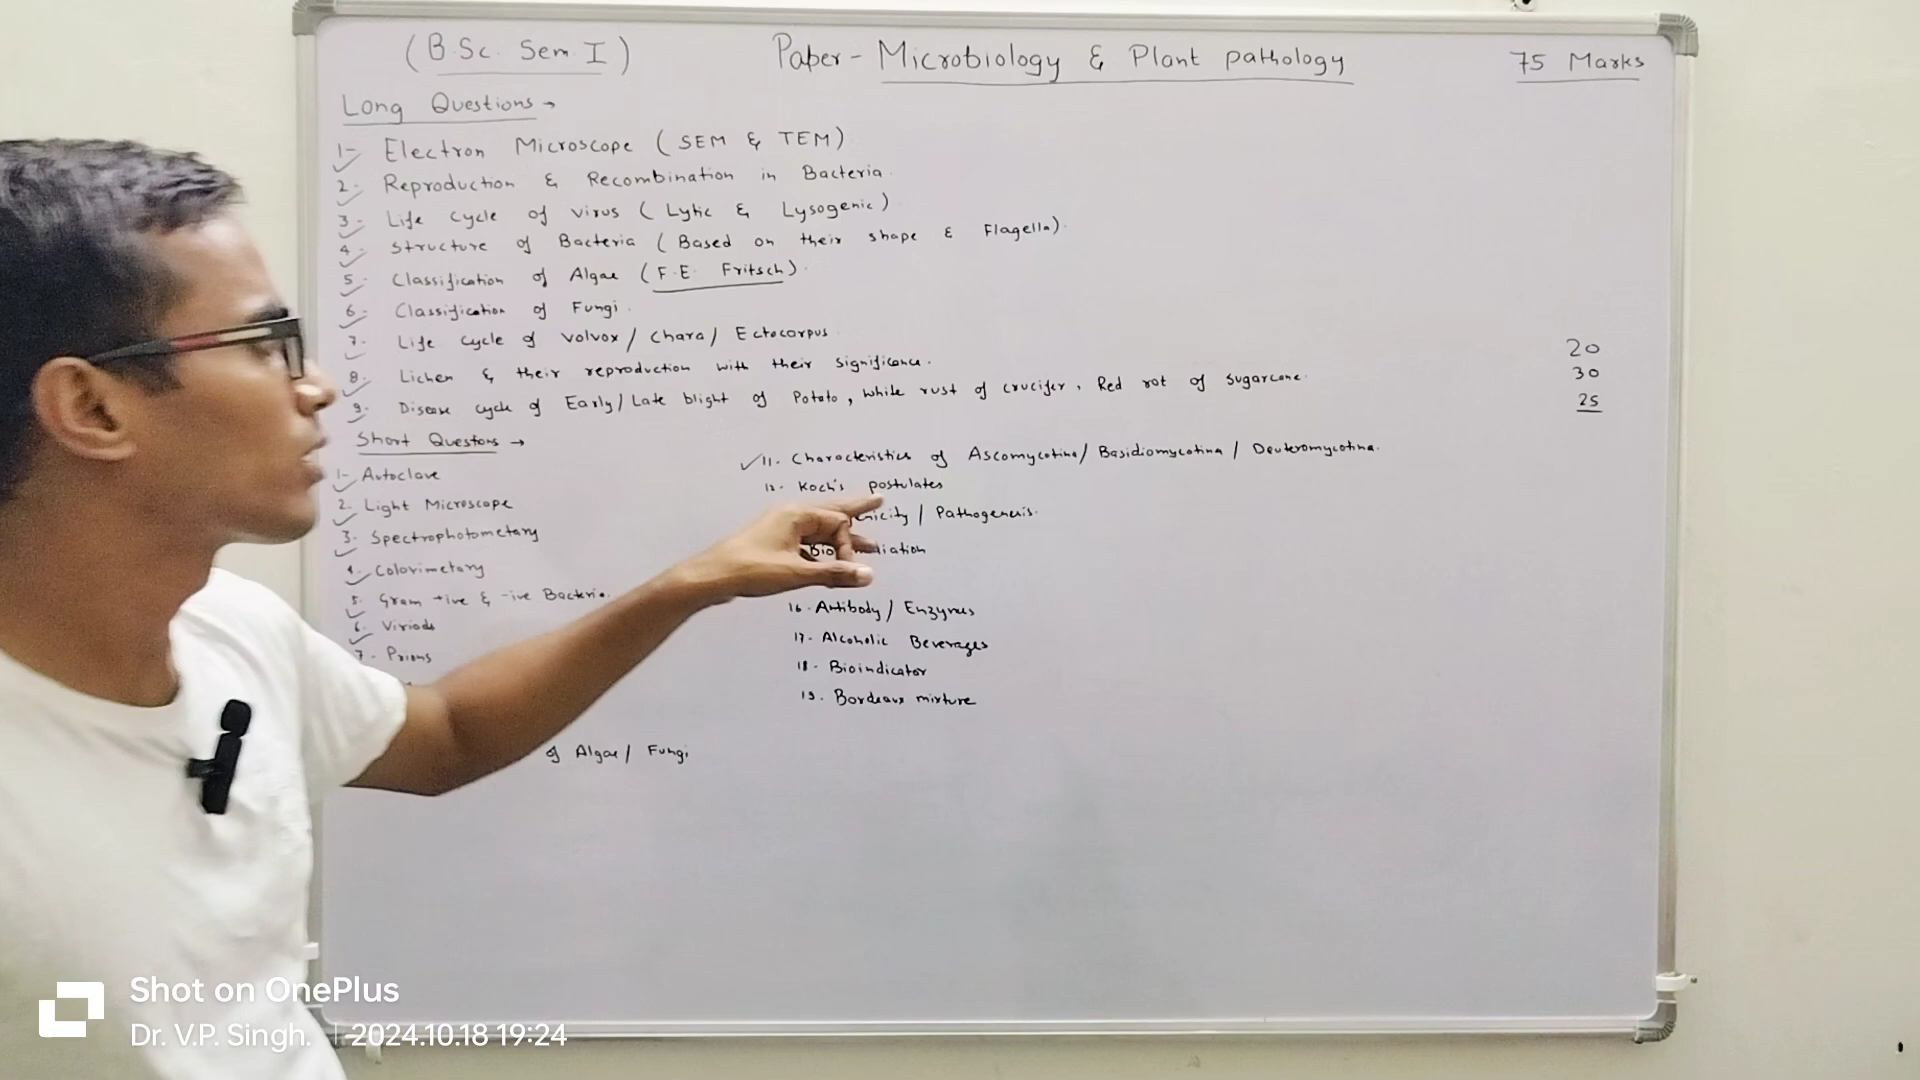 (B.Sc. Sem. I)
Paper - Microbiology & Plant pathology
75 Marks
Long Questions →
1- Electron Microscope (SEM & TEM)
2- Reproduction & Recombination in Bacteria.
3- Life cycle of virus (Lytic & Lysogenic)
4- Structure of Bacteria (Based on their shape & Flagella).
5- Classification of Algae (F.E. Fritsch).
6- Classification of Fungi.
7- Life cycle of Volvox / Chara / Ectocarpus.
8- Lichen & their reproduction with their significance.
9- Disease cycle of Early/Late blight of Potato, While rust of crucifer, Red rot of Sugarcane.
20
30
25
Short Questons →
1- Autoclave
2- Light Microscope
3- Spectrophotometary
4- Colorimetary
5- Gram +ive & -ive Bacteria.
6- Viriods
7- Prions
of Algae / Fungi
11. Characteristics of Ascomycotina / Basidiomycotina / Deuteromycotina.
12- Koch's postulates
/ Pathogenesis.
16. Antibody / Enzymes
17- Alcoholic Beverages
18- Bioindicator
19. Bordeaux mixture
Shot on OnePlus
Dr. V.P. Singh. | 2024.10.18 19:24